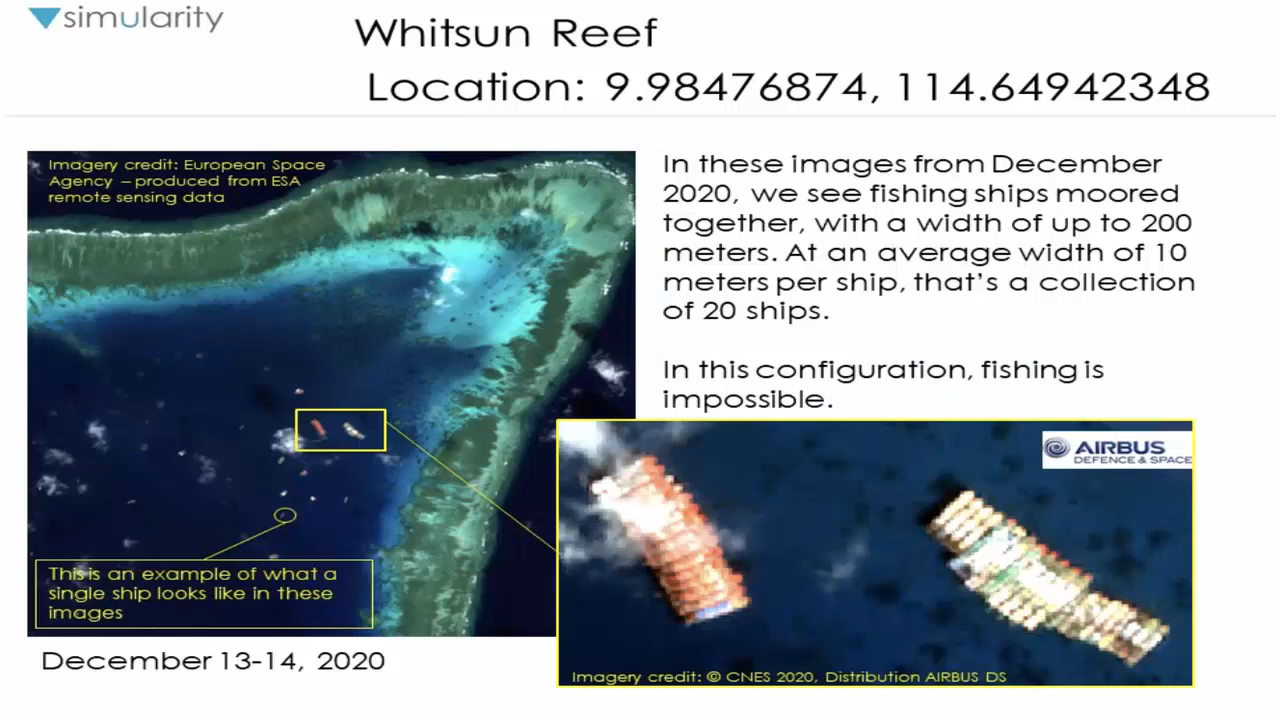 simularity
Whitsun Reef
Location: 9.98476874, 114.64942348
Imagery credit: European Space
Agency – produced from ESA
remote sensing data
In these images from December
2020, we see fishing ships moored
together, with a width of up to 200
meters. At an average width of 10
meters per ship, that's a collection
of 20 ships.
In this configuration, fishing is
impossible.
This is an example of what a
single ship looks like in these
images
December 13-14, 2020
AIRBUS
DEFENCE & SPACE
Imagery credit: © CNES 2020, Distribution AIRBUS DS